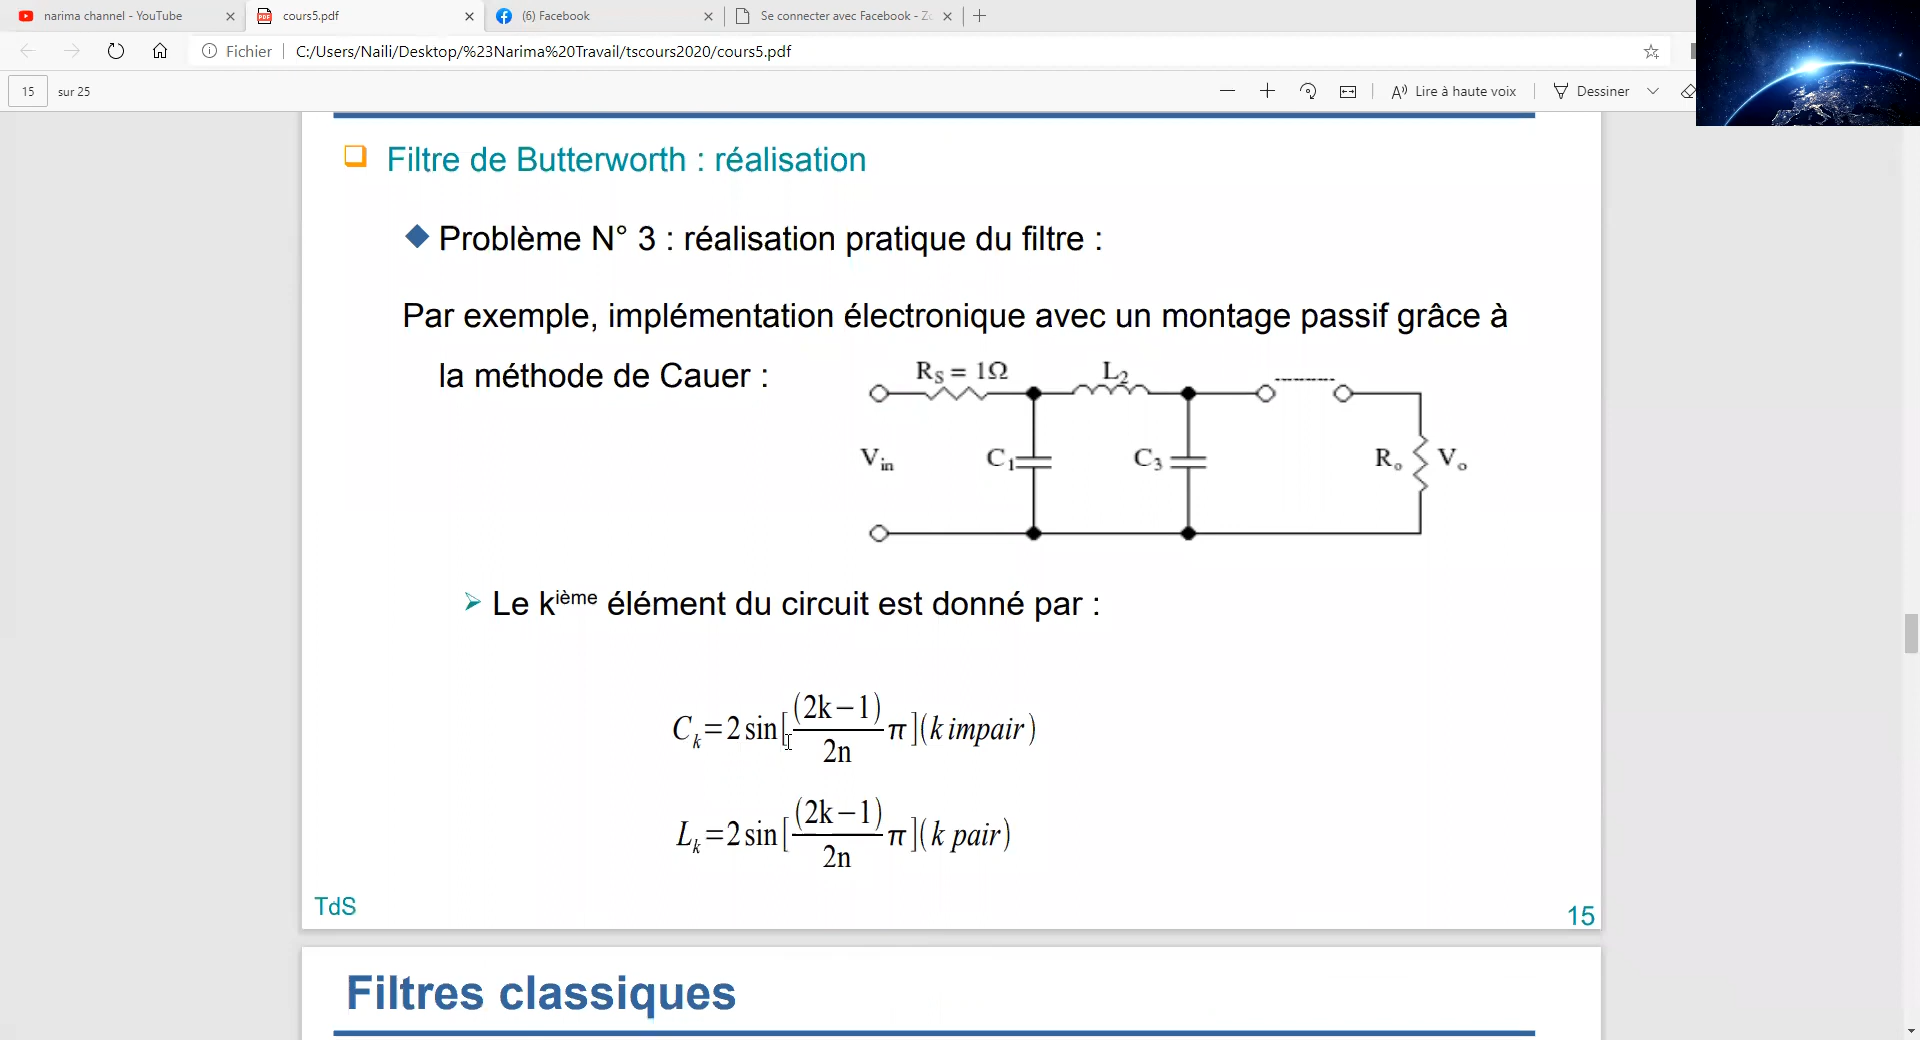 narima channel - YouTube
cours5.pdf
(6) Facebook
Se connecter avec Facebook - Zo
Fichier
C:/Users/Naili/Desktop/%23Narima%20Travail/tscours2020/cours5.pdf
15 sur 25
Lire à haute voix
Dessiner
Filtre de Butterworth : réalisation
Problème N° 3 : réalisation pratique du filtre :
Par exemple, implémentation électronique avec un montage passif grâce à
la méthode de Cauer :
R_S = 1Ω
L_2
V_in
C_1
C_3
R_o
V_o
Le k^ième élément du circuit est donné par :
C_k=2 sin[(2k−1)/2n π](k impair)
L_k=2 sin[(2k−1)/2n π](k pair)
TdS
15
Filtres classiques